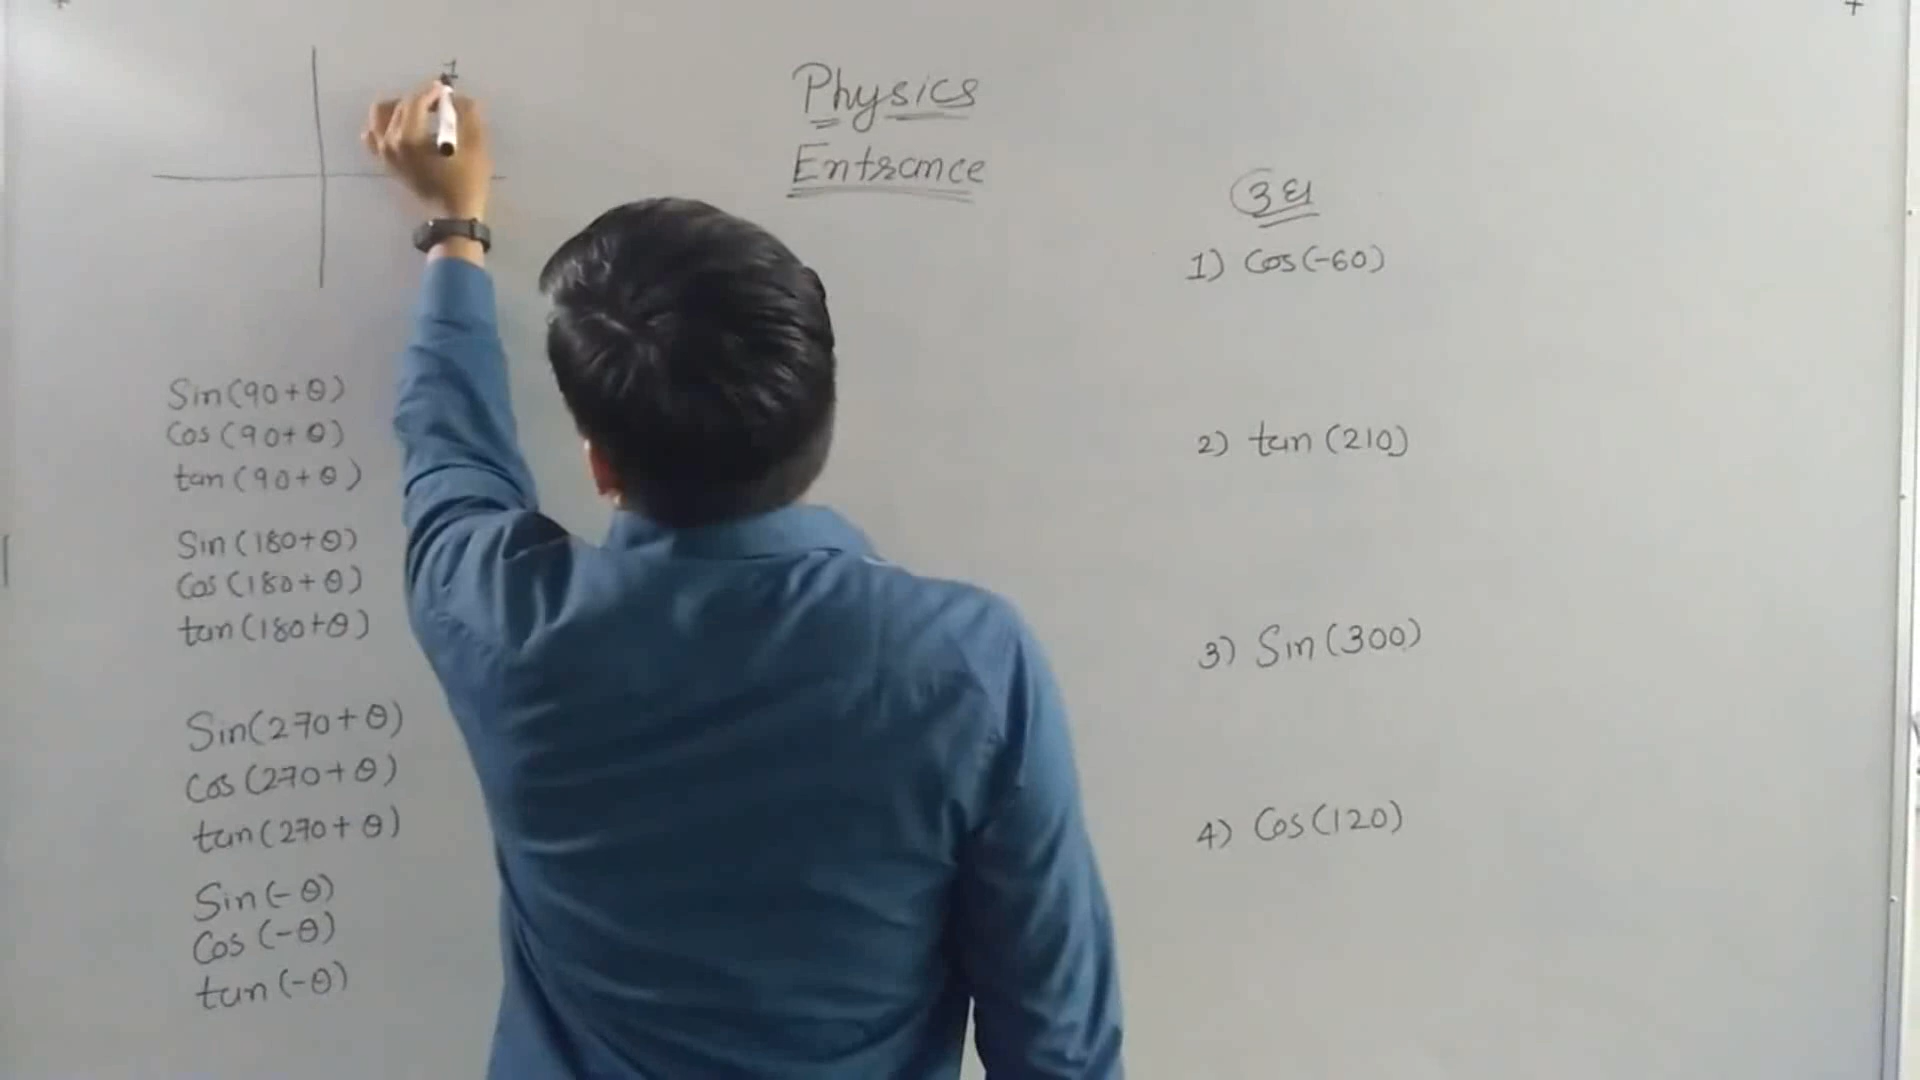 1
Physics
Entrance
Sin(90+θ)
Cos(90+θ)
tan(90+θ)
Sin(180+θ)
Cos(180+θ)
tan(180+θ)
Sin(270+θ)
Cos(270+θ)
tan(270+θ)
Sin(-θ)
Cos(-θ)
tan(-θ)
1) Cos(-60)
2) tan(210)
3) Sin(300)
4) Cos(120)